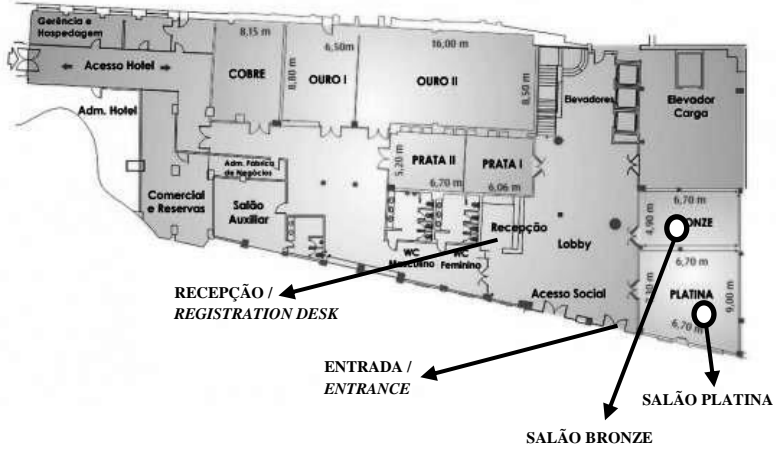 Gerência e
Hospedagem
Acesso Hotel
Adm. Hotel
8,15 m
COBRE
8,80 m
6,50m
OURO I
16,00 m
OURO II
8,50 m
Elevadores
Elevador
Carga
Adm. Fábrica
de Negócios
Comercial
e Reservas
Salão
Auxiliar
5,20 m
PRATA II
6,70 m
PRATA I
6,06 m
Recepção
WC
WC
Feminino
Lobby
Acesso Social
6,70 m
4,90 m
6,70 m
PLATINA
9,00 m
6,70 m
RECEPÇÃO /
REGISTRATION DESK
ENTRADA /
ENTRANCE
SALÃO PLATINA
SALÃO BRONZE